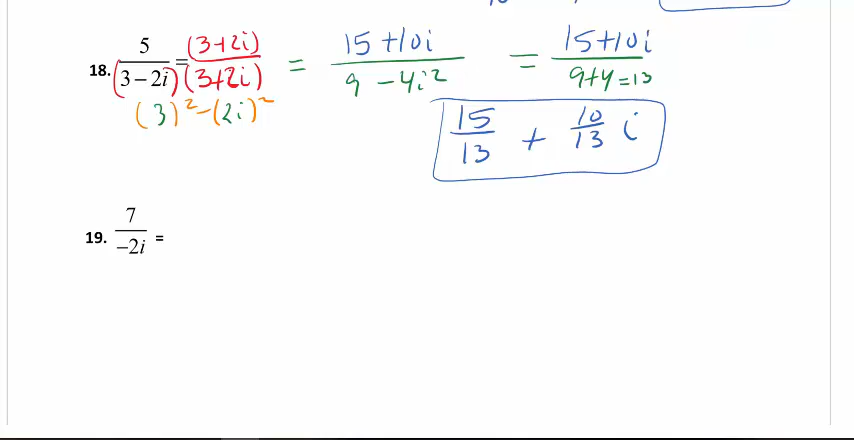 18. 5/(3 − 2i) = (3+2i)/(3+2i) = 15+10i/9 − 4i² = 15+10i/9+4=13
(3)² − (2i)²
15/13 + 10/13 i
19. 7/−2i =